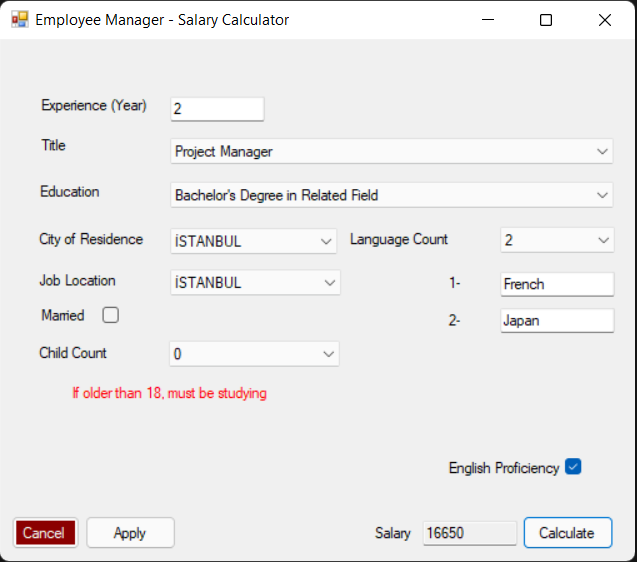 Employee Manager - Salary Calculator
Experience (Year) 2
Title Project Manager
Education Bachelor's Degree in Related Field
City of Residence İSTANBUL Language Count 2
Job Location İSTANBUL 1- French
Married 2- Japan
Child Count 0
If older than 18, must be studying
English Proficiency
Cancel Apply Salary 16650 Calculate